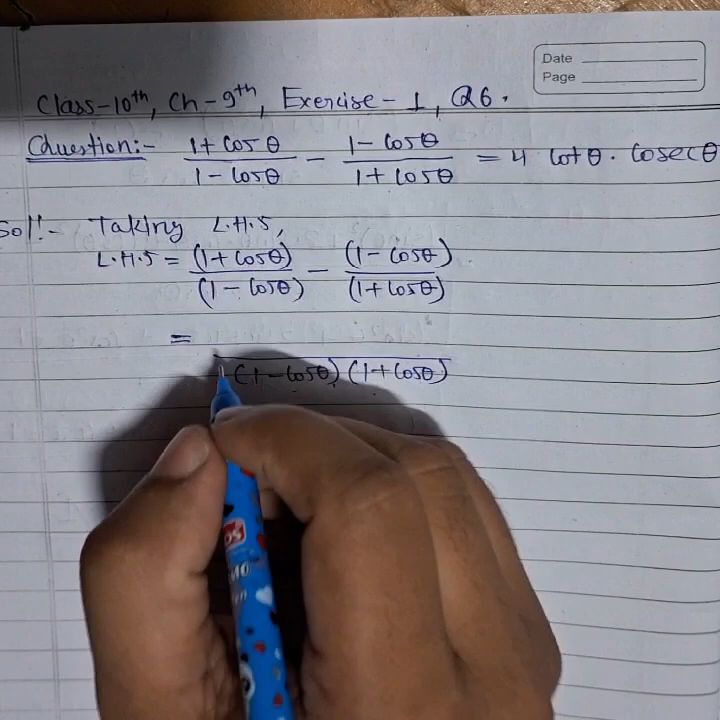 Date
Page
Class-10th, Ch-9th, Exercise-1, Q6.
Question:- (1+cosθ)/(1-cosθ) - (1-cosθ)/(1+cosθ) = 4 cotθ . cosecθ
Sol!- Taking L.H.S,
L.H.S = (1+cosθ)/(1-cosθ) - (1-cosθ)/(1+cosθ)
=
(1-cosθ)(1+cosθ)